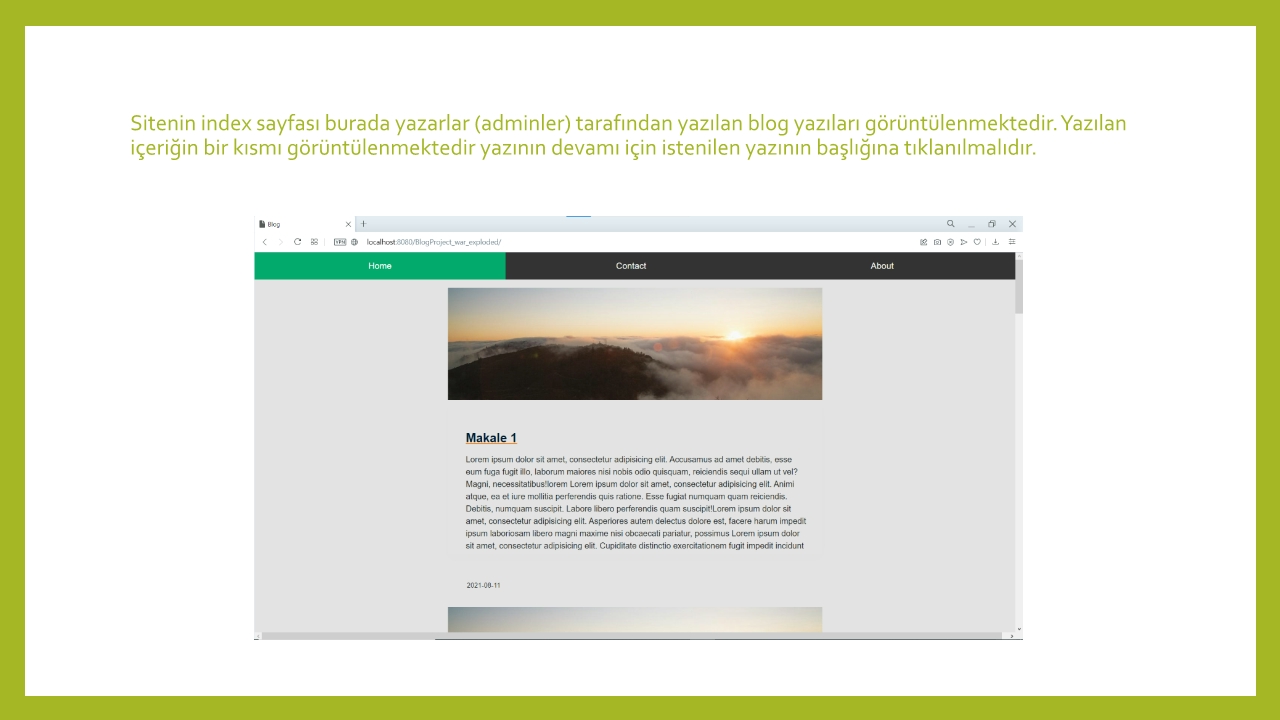 Sitenin index sayfası burada yazarlar (adminler) tarafından yazılan blog yazıları görüntülenmektedir. Yazılan
içeriğin bir kısmı görüntülenmektedir yazının devamı için istenilen yazının başlığına tıklanılmalıdır.
Blog
VPN
localhost:8080/BlogProject_war_exploded/
Home Contact About
Makale 1
Lorem ipsum dolor sit amet, consectetur adipisicing elit. Accusamus ad amet debitis, esse
eum fuga fugit illo, laborum maiores nisi nobis odio quisquam, reiciendis sequi ullam ut vel?
Magni, necessitatibus!lorem Lorem ipsum dolor sit amet, consectetur adipisicing elit. Animi
atque, ea et iure mollitia perferendis quis ratione. Esse fugiat numquam quam reiciendis.
Debitis, numquam suscipit. Labore libero perferendis quam suscipit!Lorem ipsum dolor sit
amet, consectetur adipisicing elit. Asperiores autem delectus dolore est, facere harum impedit
ipsum laboriosam libero magni maxime nisi obcaecati pariatur, possimus Lorem ipsum dolor
sit amet, consectetur adipisicing elit. Cupiditate distinctio exercitationem fugit impedit incidunt
2021-08-11